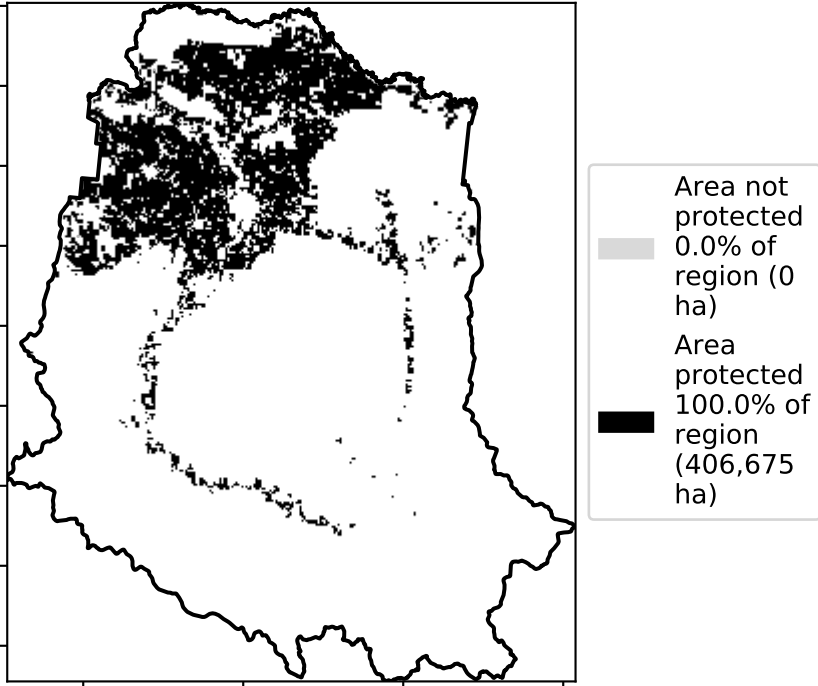 Area not
protected
0.0% of
region (0
ha)
Area
protected
100.0% of
region
(406,675
ha)